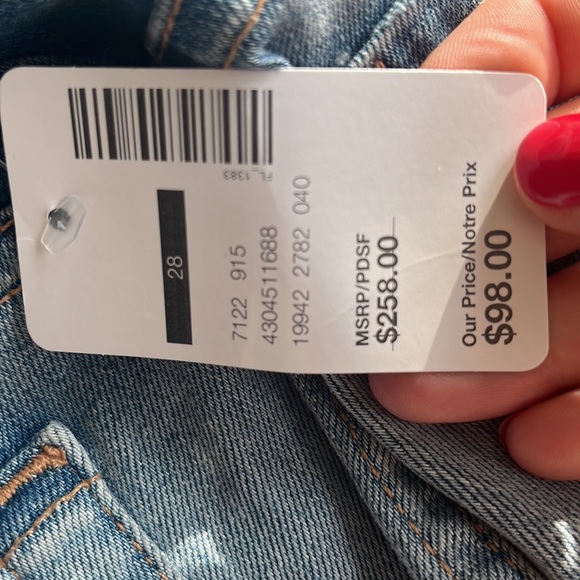 FL_1383
28
7122 915
4304511688
19942 2782 040
MSRP/PDSF
$258.00
Our Price/Notre Prix
$98.00